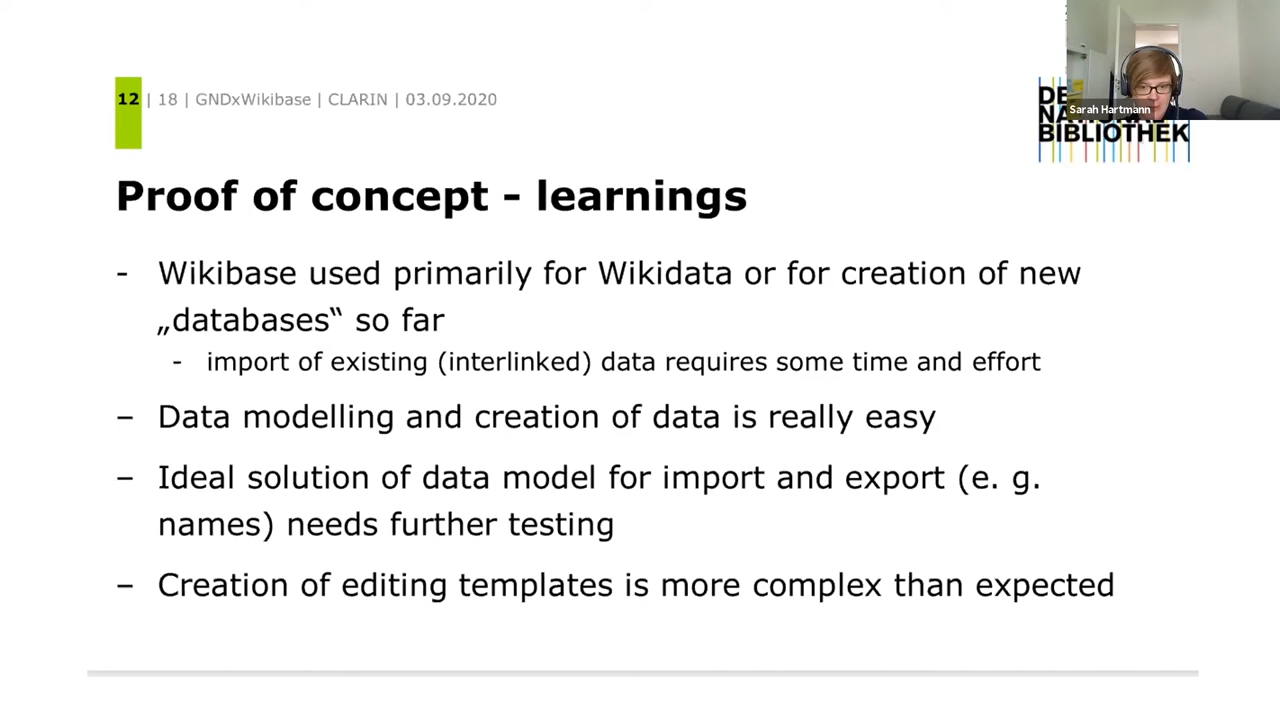 12 | 18 | GNDxWikibase | CLARIN | 03.09.2020
Sarah Hartmann
BIBLIOTHEK
Proof of concept - learnings
- Wikibase used primarily for Wikidata or for creation of new
„databases“ so far
- import of existing (interlinked) data requires some time and effort
– Data modelling and creation of data is really easy
– Ideal solution of data model for import and export (e. g.
names) needs further testing
– Creation of editing templates is more complex than expected